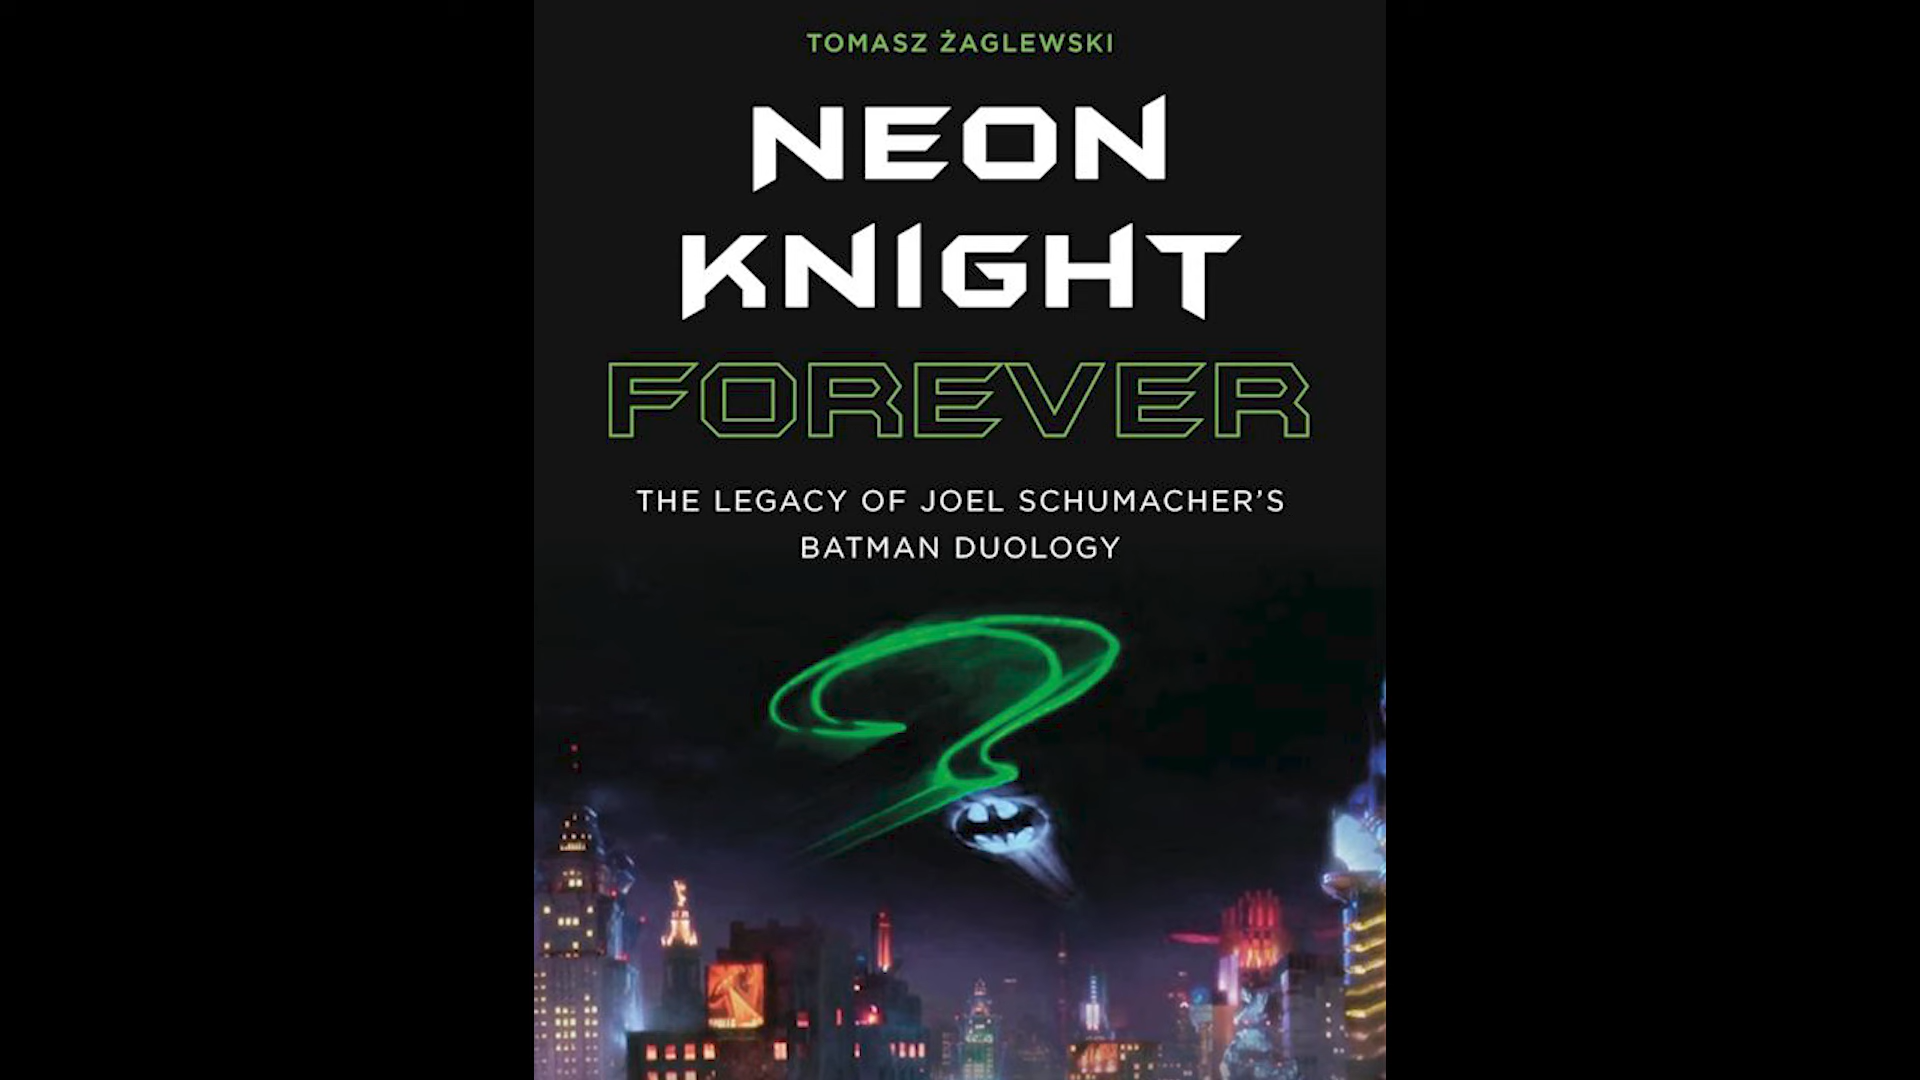 TOMASZ ŻAGLEWSKI
NEON
KNIGHT
FOREVER
THE LEGACY OF JOEL SCHUMACHER'S
BATMAN DUOLOGY
?